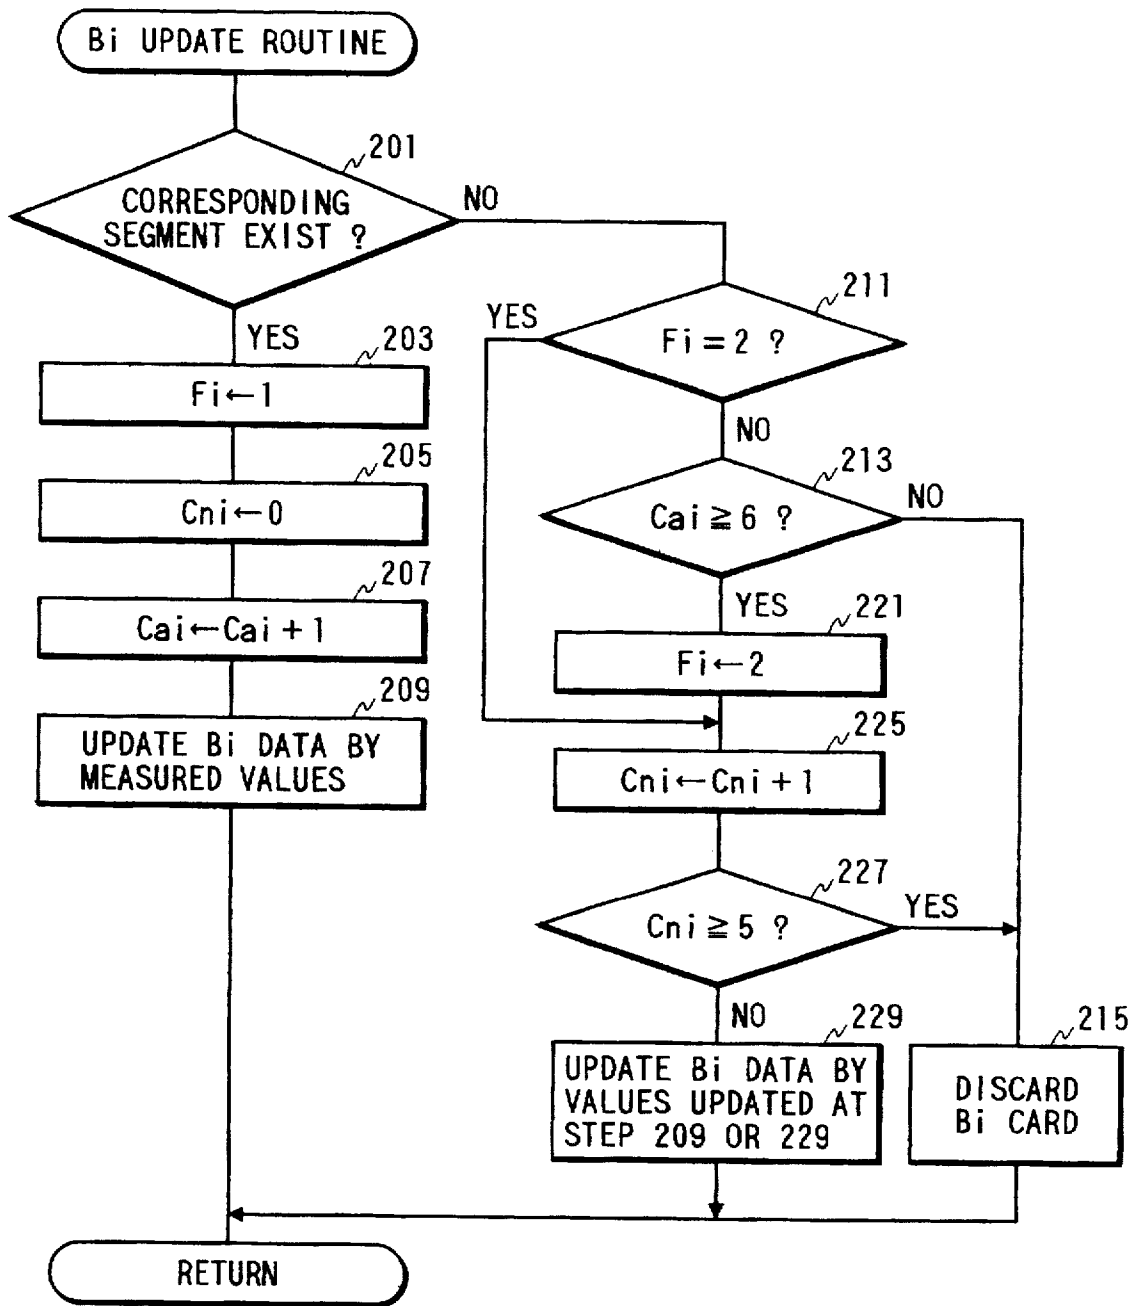 Bi UPDATE ROUTINE
201
CORRESPONDING
SEGMENT EXIST ?
NO
YES
203
Fi←1
205
Cni←0
207
Cai←Cai+1
209
UPDATE Bi DATA BY
MEASURED VALUES
211
YES
Fi=2 ?
NO
213
Cai≧6 ?
NO
YES
221
Fi←2
225
Cni←Cni+1
227
Cni≧5 ?
YES
NO
229
UPDATE Bi DATA BY
VALUES UPDATED AT
STEP 209 OR 229
215
DISCARD
Bi CARD
RETURN